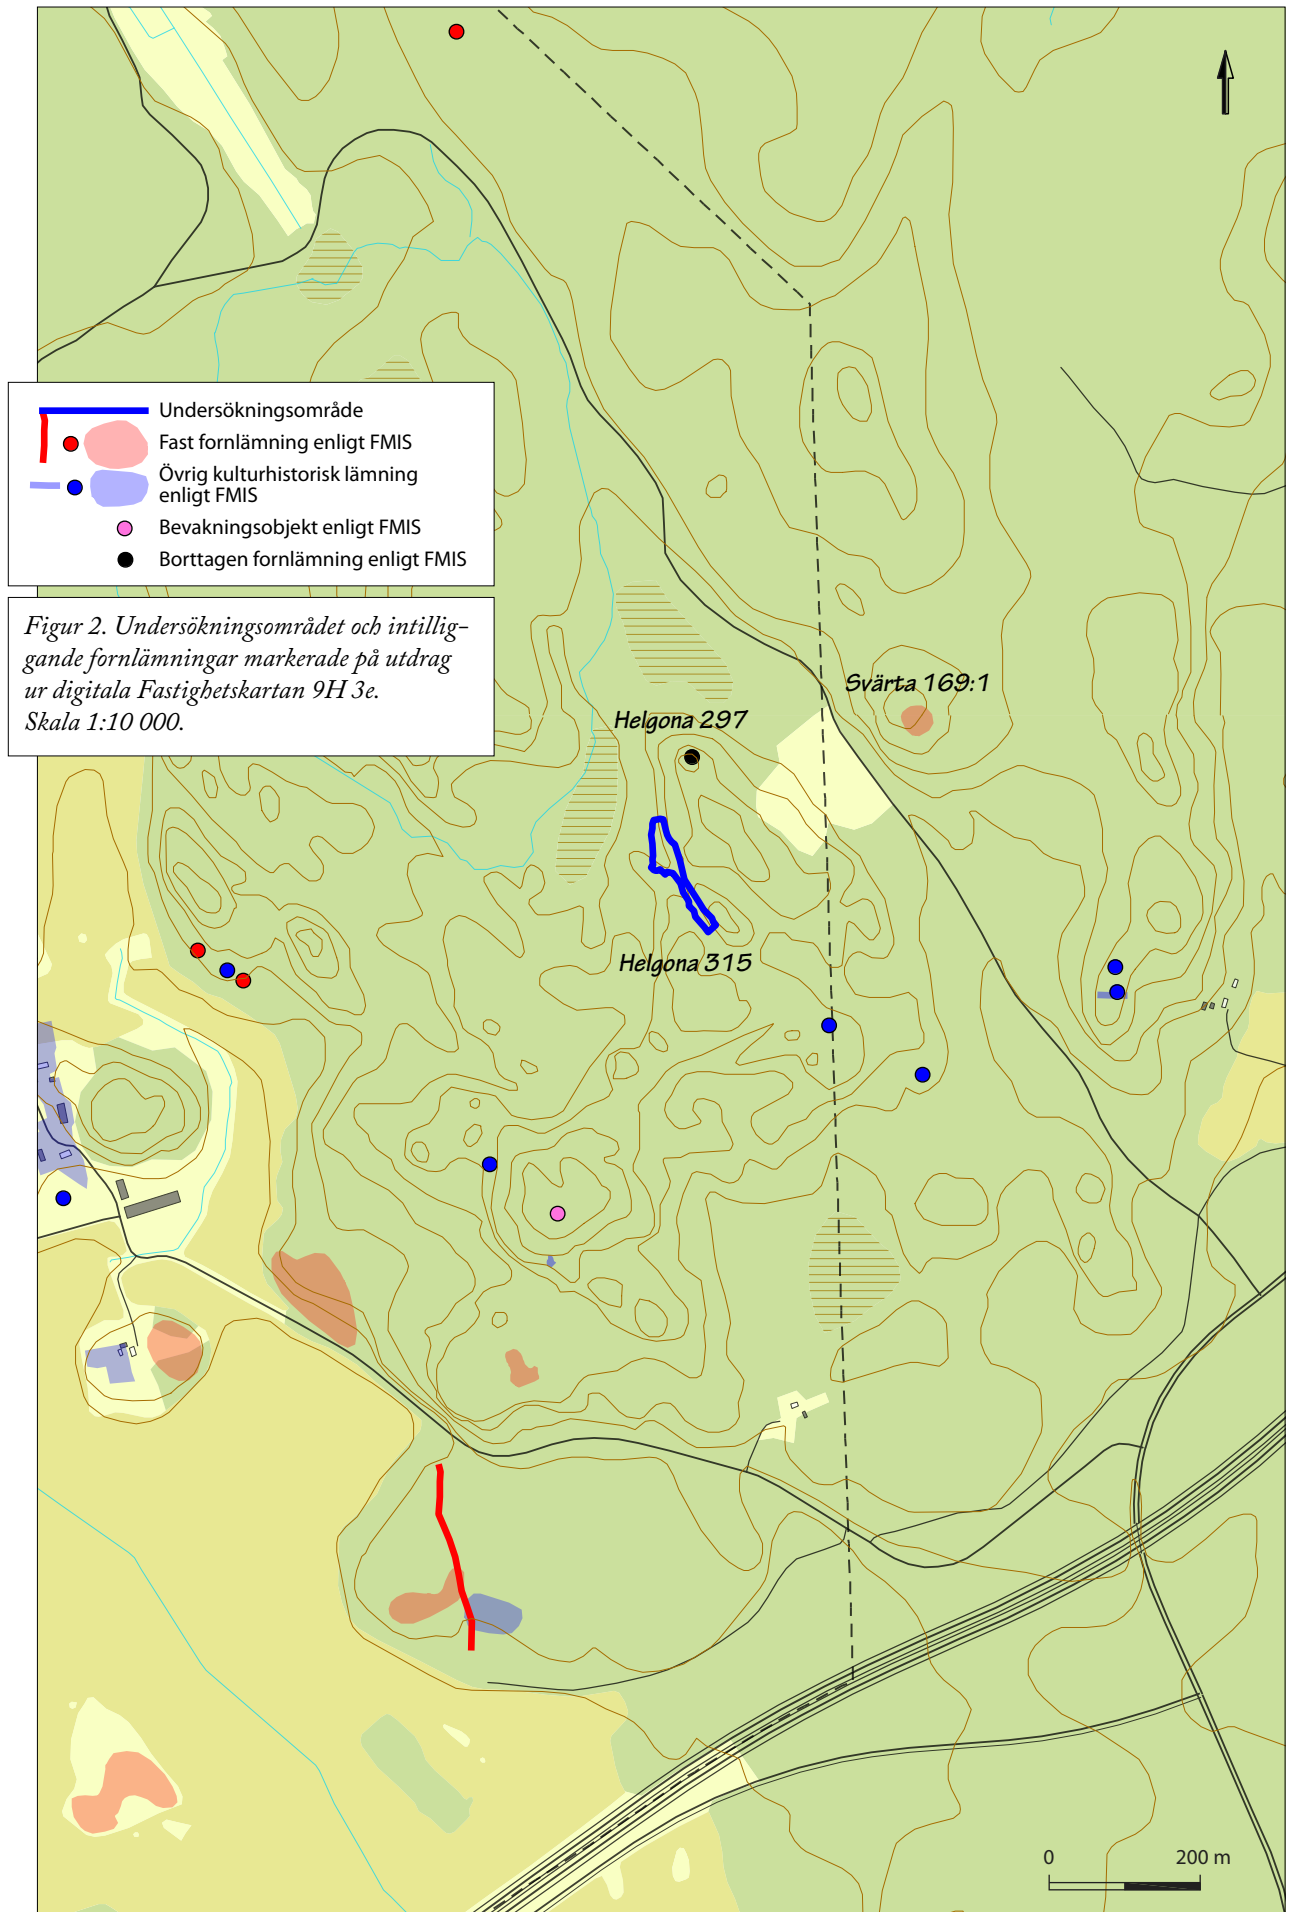 Undersökningsområde
Fast fornlämning enligt FMIS
Övrig kulturhistorisk lämning
enligt FMIS
Bevakningsobjekt enligt FMIS
Borttagen fornlämning enligt FMIS
Figur 2. Undersökningsområdet och intillig-
gande fornlämningar markerade på utdrag
ur digitala Fastighetskartan 9H 3e.
Skala 1:10 000.
Svärta 169:1
Helgona 297
Helgona 315
0 200 m